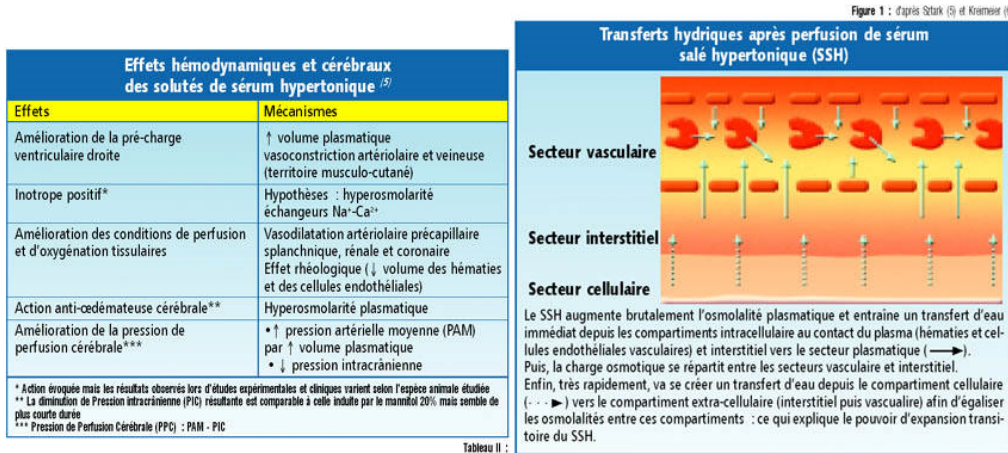 Effets hémodynamiques et cérébraux
des solutés de sérum hypertonique (5)
Effets
Mécanismes
Amélioration de la pré-charge
ventriculaire droite
↑ volume plasmatique
vasoconstriction artériolaire et veineuse
(territoire musculo-cutané)
Inotrope positif*
Hypothèses : hyperosmolarité
échangeurs Na⁺-Ca²⁺
Amélioration des conditions de perfusion
et d'oxygénation tissulaires
Vasodilatation artériolaire précapillaire
splanchnique, rénale et coronaire
Effet rhéologique (↓ volume des hématies
et des cellules endothéliales)
Action anti-œdémateuse cérébrale**
Hyperosmolarité plasmatique
Amélioration de la pression de
perfusion cérébrale***
•↑ pression artérielle moyenne (PAM)
par ↑ volume plasmatique
• ↓ pression intracrânienne
* Action évoquée mais les résultats observés lors d'études expérimentales et cliniques varient selon l'espèce animale étudiée
** La diminution de Pression intracrânienne (PIC) résultante est comparable à celle induite par le mannitol 20% mais semble de
plus courte durée
*** Pression de Perfusion Cérébrale (PPC) : PAM - PIC
Tableau II :
Figure 1 : d'après Sztark (5) et Kreimeier
Transferts hydriques après perfusion de sérum
salé hypertonique (SSH)
Secteur vasculaire
Secteur interstitiel
Secteur cellulaire
Le SSH augmente brutalement l'osmolalité plasmatique et entraîne un transfert d'eau
immédiat depuis les compartiments intracellulaire au contact du plasma (hématies et cel-
lules endothéliales vasculaires) et interstitiel vers le secteur plasmatique (⟶).
Puis, la charge osmotique se répartit entre les secteurs vasculaire et interstitiel.
Enfin, très rapidement, va se créer un transfert d'eau depuis le compartiment cellulaire
(- - - ►) vers le compartiment extra-cellulaire (interstitiel puis vascualire) afin d'égaliser
les osmolalités entre ces compartiments : ce qui explique le pouvoir d'expansion transi-
toire du SSH.